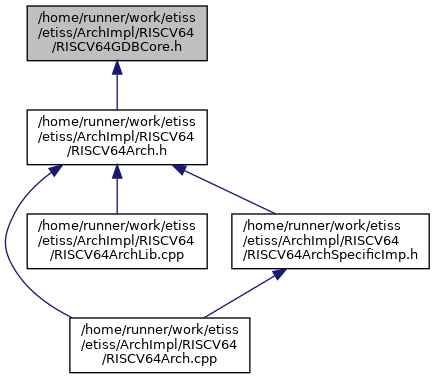 /home/runner/work/etiss
/etiss/ArchImpl/RISCV64
/RISCV64GDBCore.h
/home/runner/work/etiss
/etiss/ArchImpl/RISCV64
/RISCV64Arch.h
/home/runner/work/etiss
/etiss/ArchImpl/RISCV64
/RISCV64ArchLib.cpp
/home/runner/work/etiss
/etiss/ArchImpl/RISCV64
/RISCV64ArchSpecificImp.h
/home/runner/work/etiss
/etiss/ArchImpl/RISCV64
/RISCV64Arch.cpp